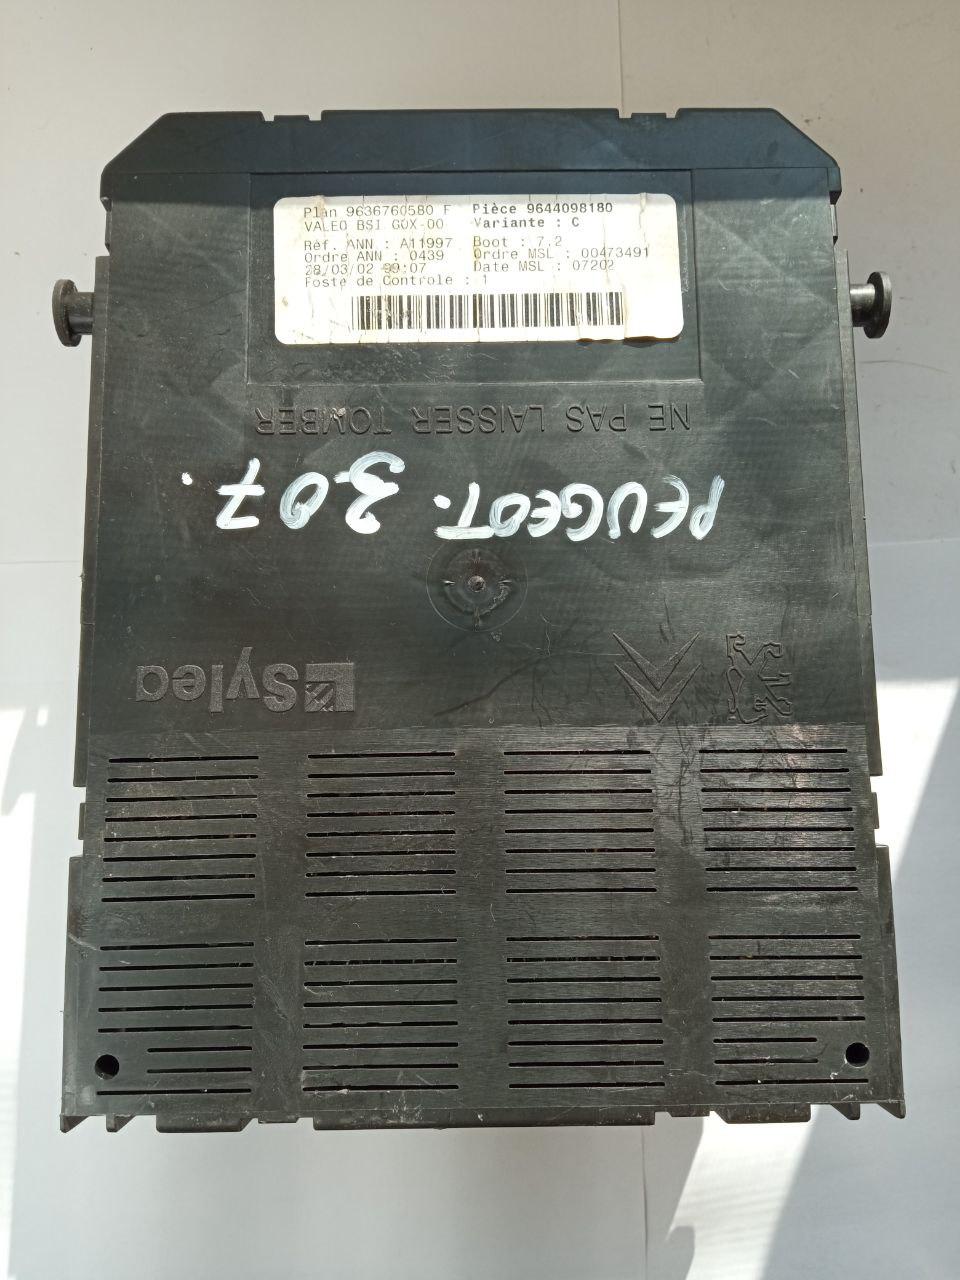 Plan 9636760580 F Pièce 9644098180
VALEO BSI G0X-00 Variante : C
Réf. ANN : A11997 Boot : 7.2
Ordre ANN : 0439 Ordre MSL : 00473491
28/03/02 09:07 Date MSL : 07202
Poste de Controle : 1
NE PAS LAISSER TOMBER
PEUGEOT. 307.
Sylea